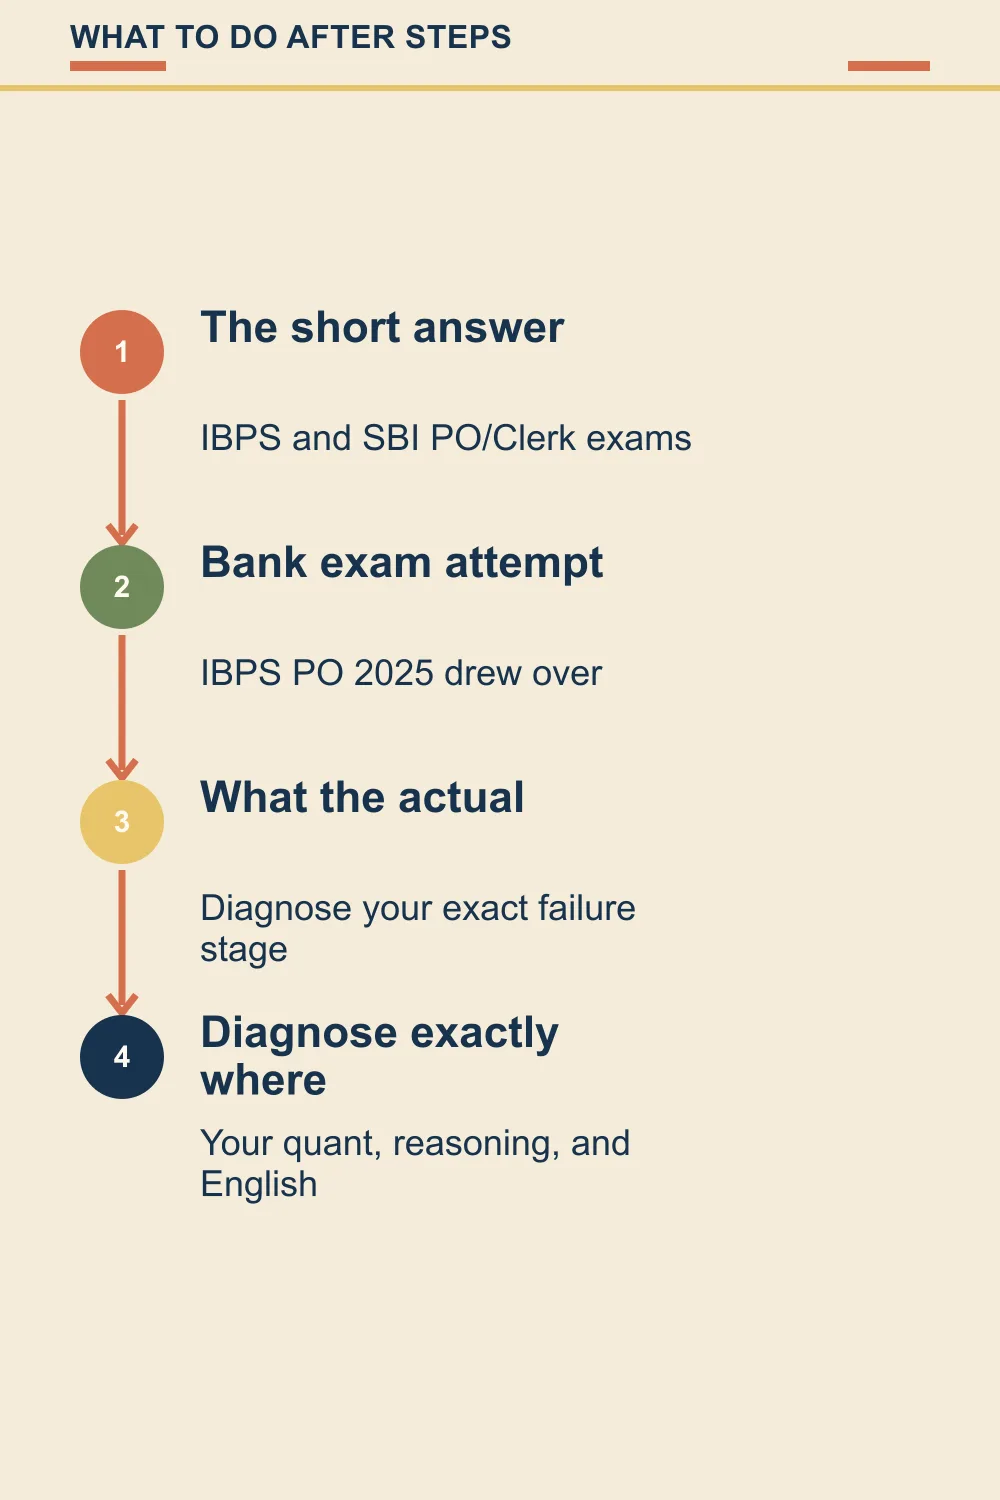 WHAT TO DO AFTER STEPS
1
The short answer
IBPS and SBI PO/Clerk exams
2
Bank exam attempt
IBPS PO 2025 drew over
3
What the actual
Diagnose your exact failure
stage
4
Diagnose exactly
where
Your quant, reasoning, and
English